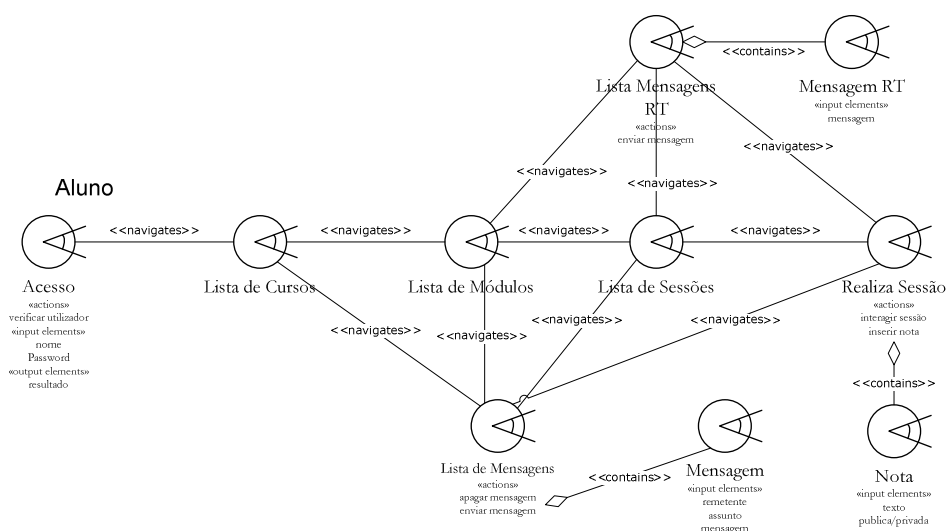 <<contains>>
Lista Mensagens
RT
«actions»
enviar mensagem
Mensagem RT
«input elements»
mensagem
<<navigates>>
<<navigates>>
<<navigates>>
Aluno
<<navigates>>
<<navigates>>
<<navigates>>
<<navigates>>
Acesso
«actions»
verificar utilizador
«input elements»
nome
Password
«output elements»
resultado
Lista de Cursos
Lista de Módulos
Lista de Sessões
Realiza Sessão
«actions»
interagir sessão
inserir nota
<<navigates>>
<<navigates>>
<<navigates>>
<<navigates>>
<<contains>>
Lista de Mensagens
«actions»
apagar mensagem
enviar mensagem
<<contains>>
Mensagem
«input elements»
remetente
assunto
mensagem
Nota
«input elements»
texto
publica/privada